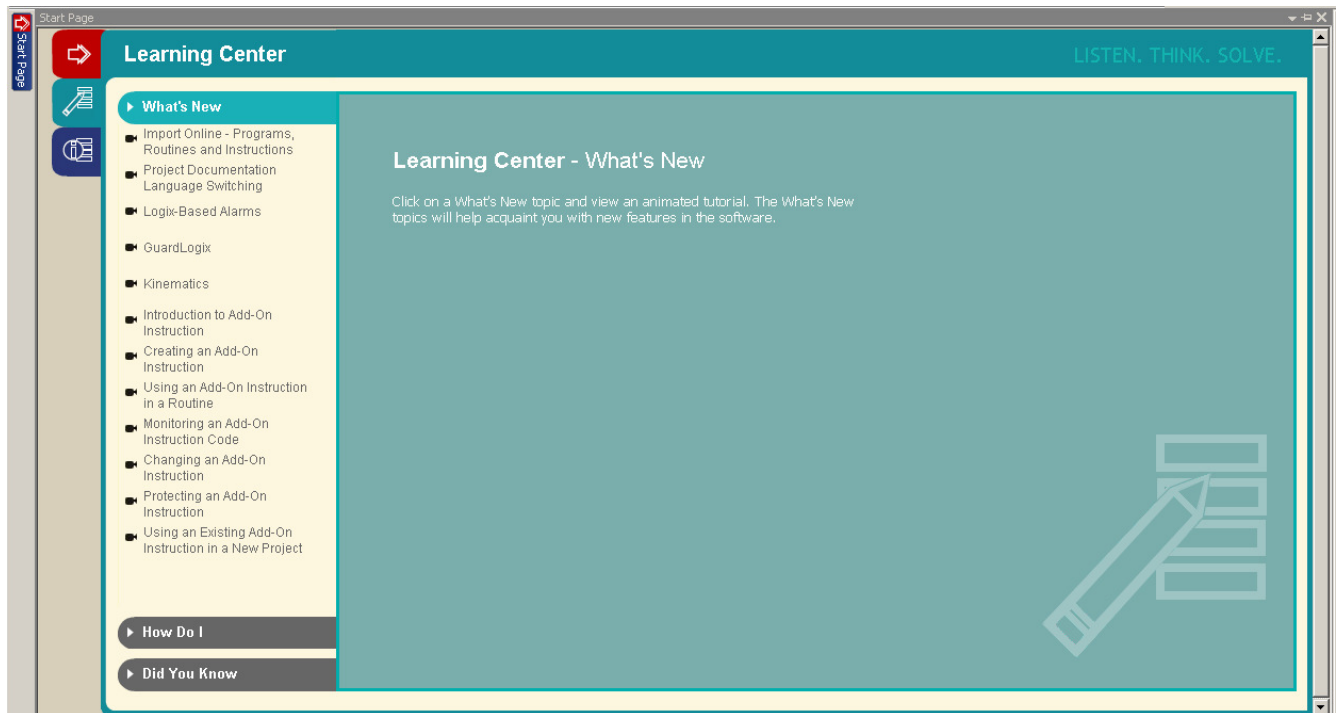 Start Page
Start Page
Learning Center
LISTEN. THINK. SOLVE.
What's New
Import Online - Programs,
Routines and Instructions
Project Documentation
Language Switching
Logix-Based Alarms
GuardLogix
Kinematics
Introduction to Add-On
Instruction
Creating an Add-On
Instruction
Using an Add-On Instruction
in a Routine
Monitoring an Add-On
Instruction Code
Changing an Add-On
Instruction
Protecting an Add-On
Instruction
Using an Existing Add-On
Instruction in a New Project
How Do I
Did You Know
Learning Center - What's New
Click on a What's New topic and view an animated tutorial. The What's New
topics will help acquaint you with new features in the software.